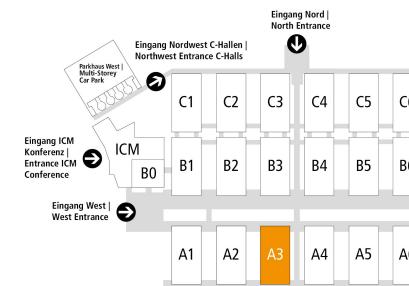 Eingang Nord |
North Entrance
Eingang Nordwest C-Hallen |
Northwest Entrance C-Halls
Parkhaus West |
Multi-Storey
Car Park
C1 C2 C3 C4 C5
Eingang ICM
Konferenz |
Entrance ICM
Conference
ICM
B0
B1 B2 B3 B4 B5
Eingang West |
West Entrance
A1 A2 A3 A4 A5